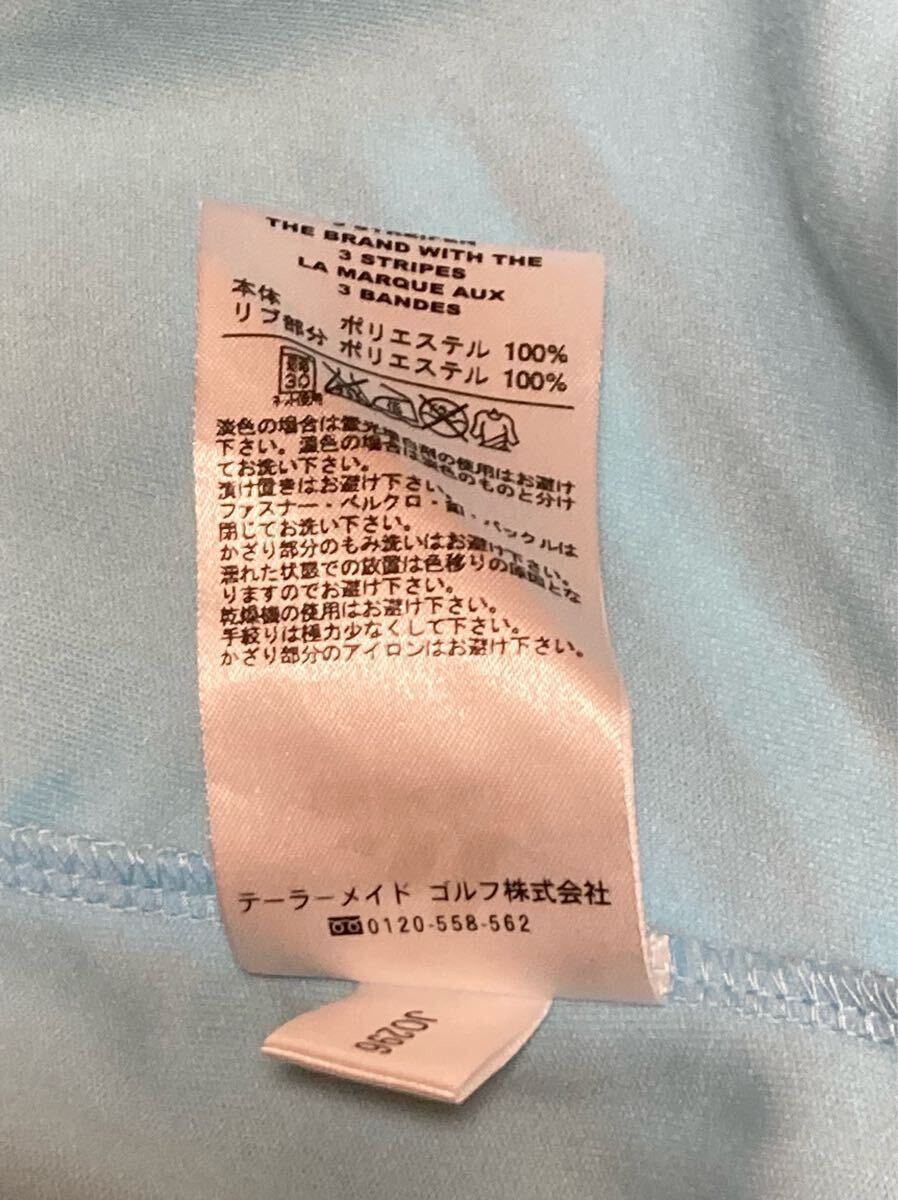 3 STREIFEN
THE BRAND WITH THE
3 STRIPES
LA MARQUE AUX
3 BANDES
本体 ポリエステル 100%
リブ部分 ポリエステル 100%
30
ネット使用
淡色の場合は蛍光増白剤の使用はお避け
下さい。濃色の場合は淡色のものと分け
てお洗い下さい。
漬け置きはお避け下さい。
ファスナー・ベルクロ・釦・バックルは
閉じてお洗い下さい。
かざり部分のもみ洗いはお避け下さい。
濡れた状態での放置は色移りの原因とな
りますのでお避け下さい。
乾燥機の使用はお避け下さい。
手絞りは極力少なくして下さい。
かざり部分のアイロンはお避け下さい。
テーラーメイド ゴルフ株式会社
0120-558-562
JO296